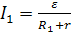 I₁ = ε / (R₁ + r)